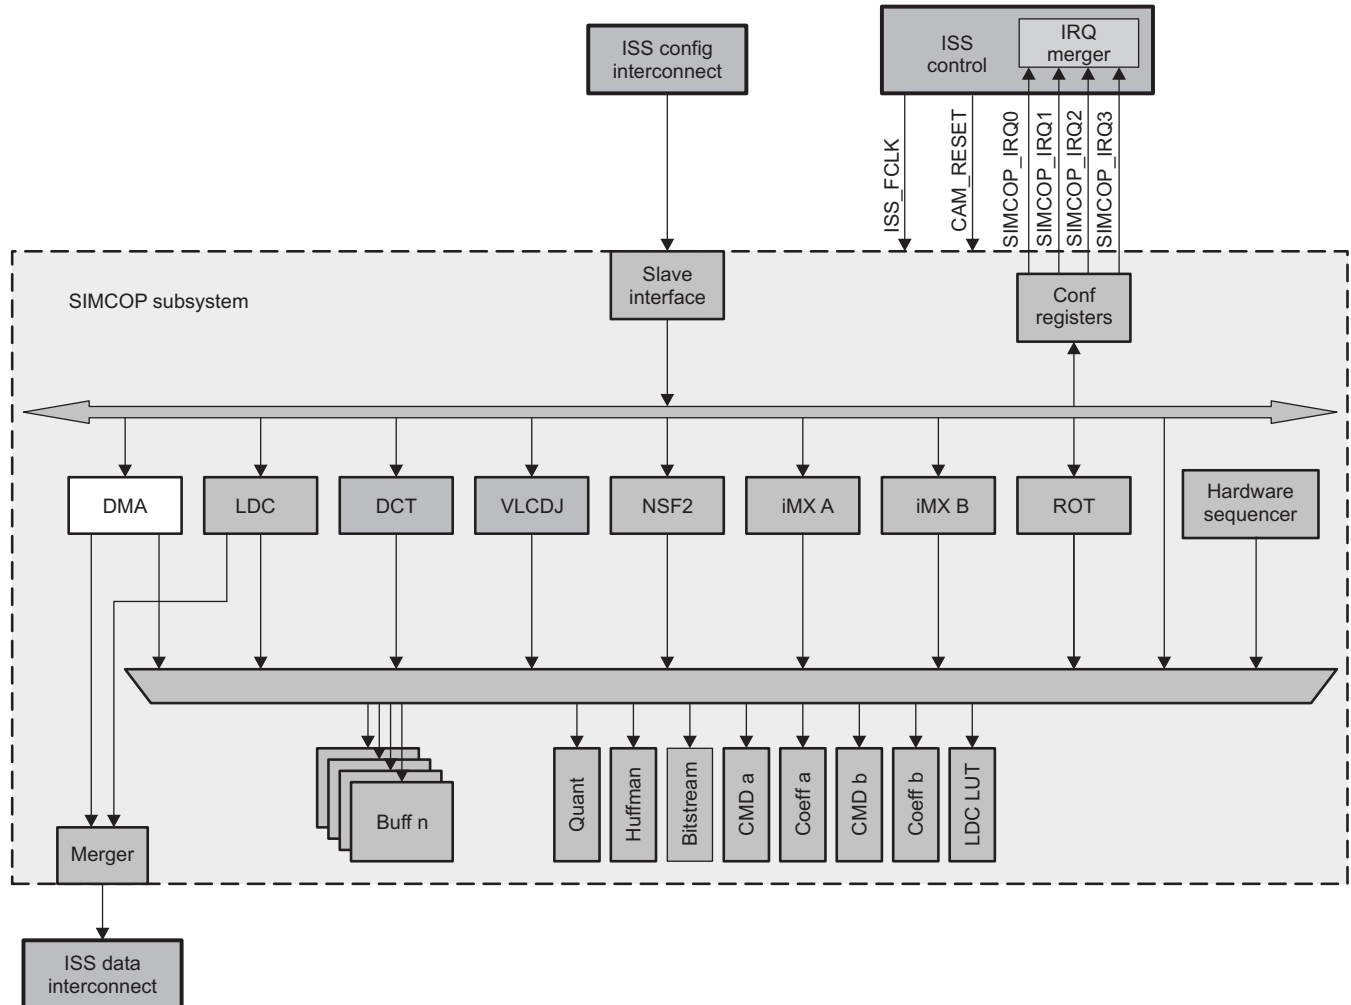 ISS config
interconnect
ISS
control
IRQ
merger
ISS_FCLK
CAM_RESET
SIMCOP_IRQ0
SIMCOP_IRQ1
SIMCOP_IRQ2
SIMCOP_IRQ3
SIMCOP subsystem
Slave
interface
Conf
registers
DMA
LDC
DCT
VLCDJ
NSF2
iMX A
iMX B
ROT
Hardware
sequencer
Buff n
Quant
Huffman
Bitstream
CMD a
Coeff a
CMD b
Coeff b
LDC LUT
Merger
ISS data
interconnect